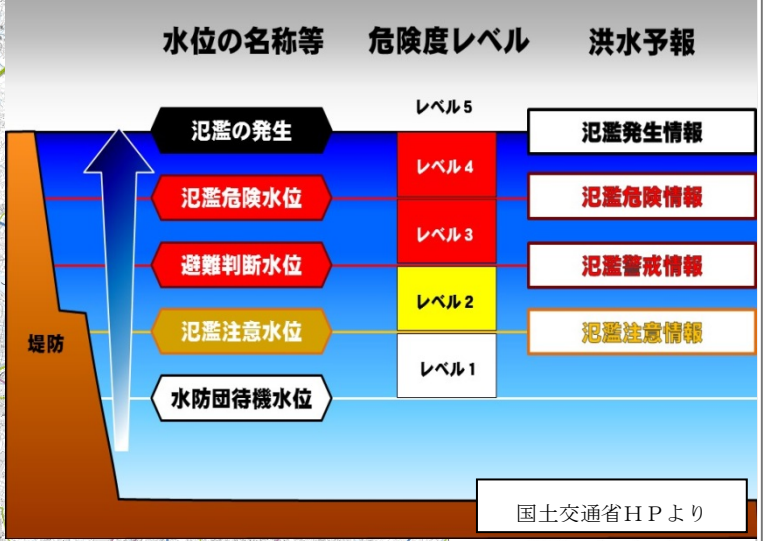 水位の名称等 危険度レベル 洪水予報
レベル5
氾濫の発生 氾濫発生情報
レベル4
氾濫危険水位 氾濫危険情報
レベル3
避難判断水位 氾濫警戒情報
レベル2
氾濫注意水位 氾濫注意情報
堤防
レベル1
水防団待機水位
国土交通省HPより